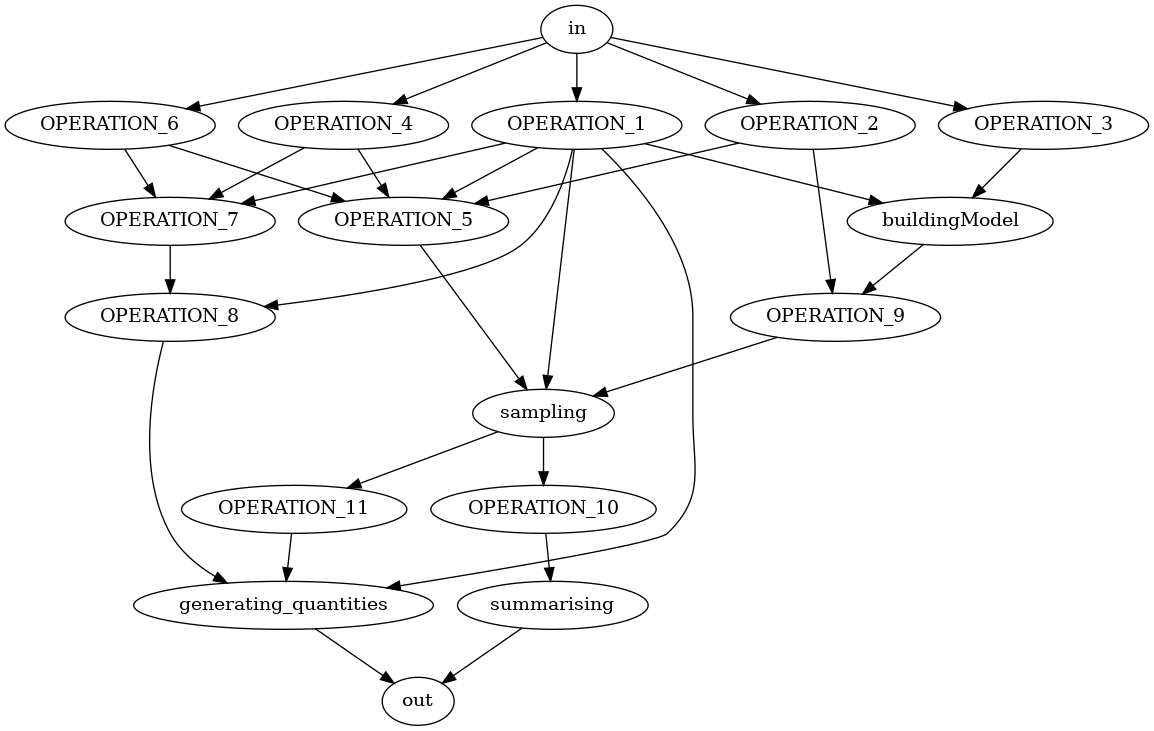 in
OPERATION_6
OPERATION_4
OPERATION_1
OPERATION_2
OPERATION_3
OPERATION_7
OPERATION_5
buildingModel
OPERATION_8
OPERATION_9
sampling
OPERATION_11
OPERATION_10
generating_quantities
summarising
out